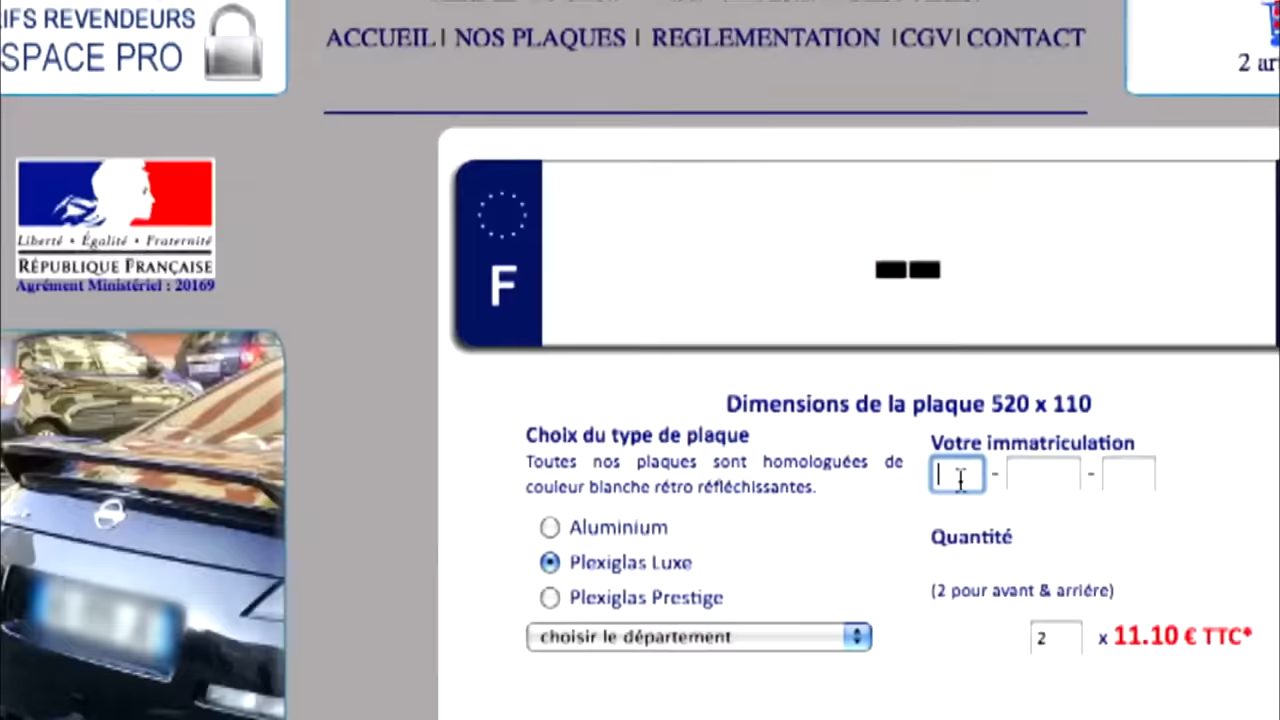 IFS REVENDEURS
SPACE PRO
ACCUEIL | NOS PLAQUES | REGLEMENTATION | CGV | CONTACT
2 ar
Liberté • Égalité • Fraternité
RÉPUBLIQUE FRANÇAISE
Agrément Ministériel : 20169
F
--
Dimensions de la plaque 520 x 110
Choix du type de plaque
Toutes nos plaques sont homologuées de
couleur blanche rétro réfléchissantes.
Aluminium
Plexiglas Luxe
Plexiglas Prestige
choisir le département
Votre immatriculation
- -
Quantité
(2 pour avant & arriére)
2 x 11.10 € TTC*